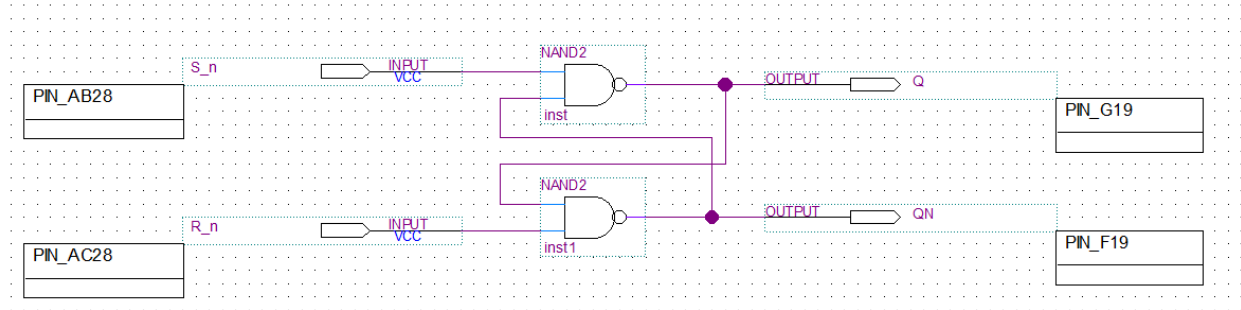 NAND2
S_n
INPUT
VCC
OUTPUT
Q
PIN_AB28
inst
PIN_G19
NAND2
R_n
INPUT
VCC
OUTPUT
QN
PIN_AC28
inst1
PIN_F19